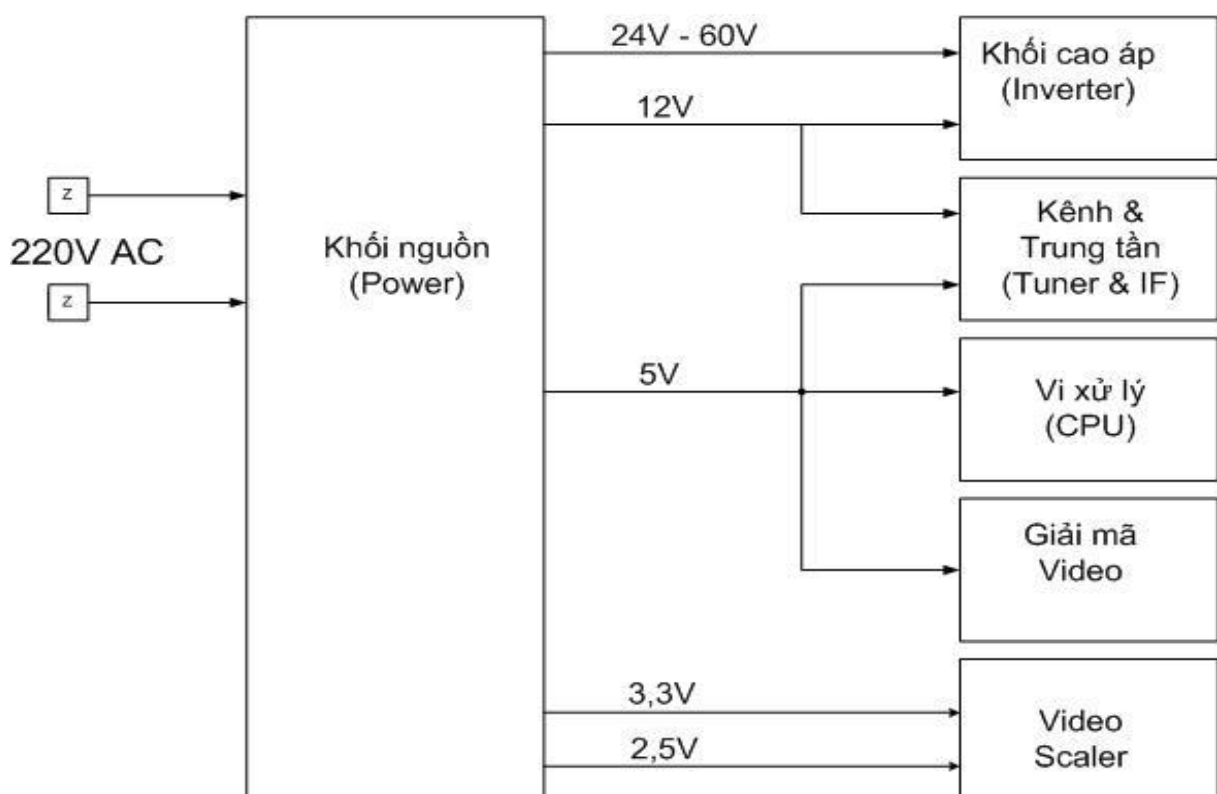 24V - 60V
Khối cao áp
(Inverter)
12V
z
220V AC
z
Khối nguồn
(Power)
Kênh &
Trung tần
(Tuner & IF)
5V
Vi xử lý
(CPU)
Giải mã
Video
3,3V
2,5V
Video
Scaler